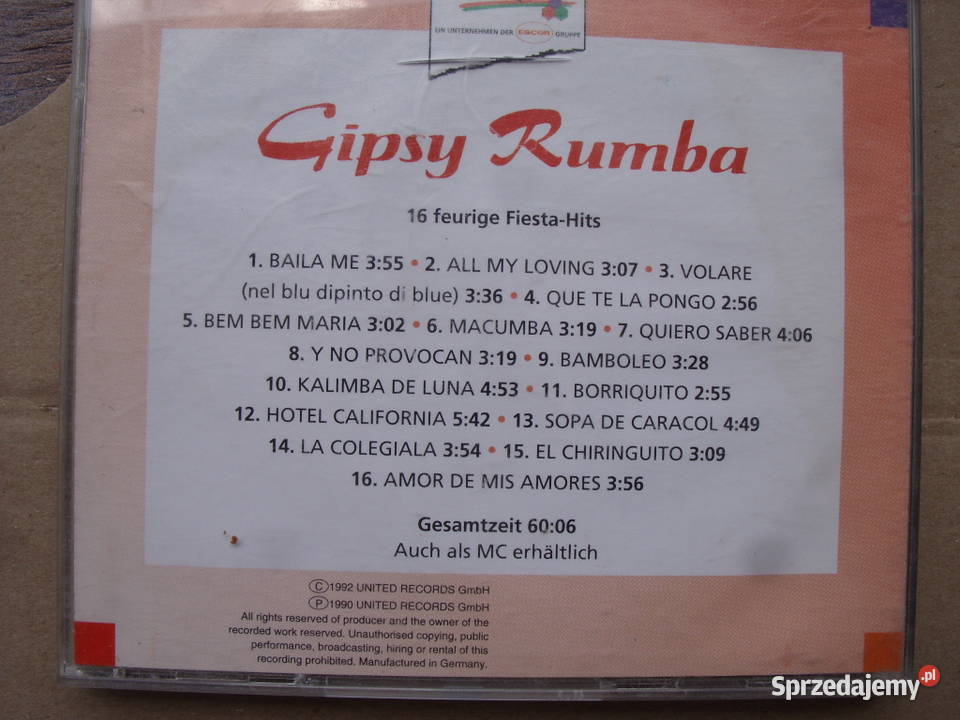 EIN UNTERNEHMEN DER ESCOR GRUPPE
Gipsy Rumba
16 feurige Fiesta-Hits
1. BAILA ME 3:55 • 2. ALL MY LOVING 3:07 • 3. VOLARE
(nel blu dipinto di blue) 3:36 • 4. QUE TE LA PONGO 2:56
5. BEM BEM MARIA 3:02 • 6. MACUMBA 3:19 • 7. QUIERO SABER 4:06
8. Y NO PROVOCAN 3:19 • 9. BAMBOLEO 3:28
10. KALIMBA DE LUNA 4:53 • 11. BORRIQUITO 2:55
12. HOTEL CALIFORNIA 5:42 • 13. SOPA DE CARACOL 4:49
14. LA COLEGIALA 3:54 • 15. EL CHIRINGUITO 3:09
16. AMOR DE MIS AMORES 3:56
Gesamtzeit 60:06
Auch als MC erhältlich
Ⓒ1992 UNITED RECORDS GmbH
Ⓟ1990 UNITED RECORDS GmbH
All rights reserved of producer and the owner of the
recorded work reserved. Unauthorised copying, public
performance, broadcasting, hiring or rental of this
recording prohibited. Manufactured in Germany.
Sprzedajemy.pl